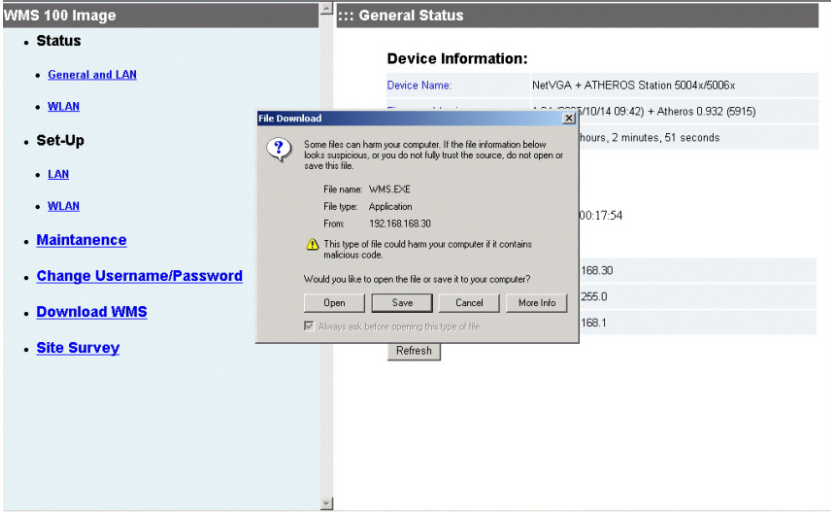 WMS 100 Image
• Status
• General and LAN
• WLAN
• Set-Up
• LAN
• WLAN
• Maintanence
• Change Username/Password
• Download WMS
• Site Survey
::: General Status
Device Information:
Device Name: NetVGA + ATHEROS Station 5004x/5006x
/10/14 09:42) + Atheros 0.932 (5915)
hours, 2 minutes, 51 seconds
00:17:54
168.30
255.0
168.1
Refresh
File Download
Some files can harm your computer. If the file information below
looks suspicious, or you do not fully trust the source, do not open or
save this file.
File name: WMS.EXE
File type: Application
From: 192.168.168.30
This type of file could harm your computer if it contains
malicious code.
Would you like to open the file or save it to your computer?
Open Save Cancel More Info
Always ask before opening this type of file